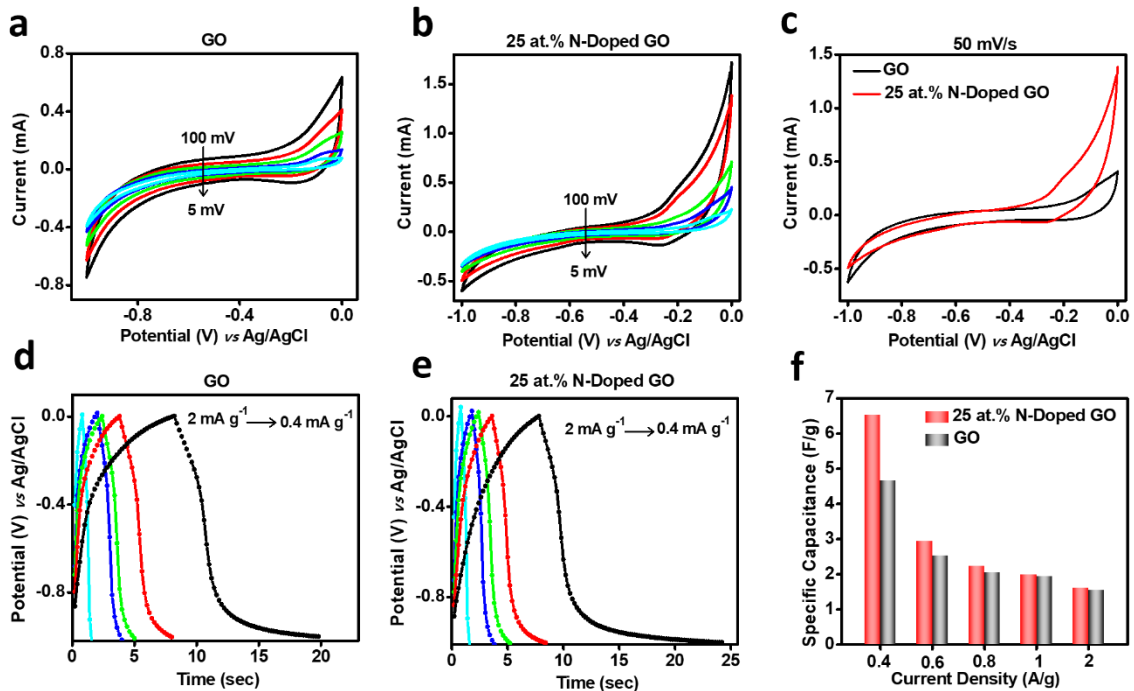 a
GO
Current (mA)
0.8
0.4
0.0
-0.4
-0.8
100 mV
5 mV
-0.8
-0.4
0.0
Potential (V) vs Ag/AgCl
b
25 at.% N-Doped GO
Current (mA)
1.5
1.0
0.5
0.0
-0.5
100 mV
5 mV
-1.0
-0.8
-0.6
-0.4
-0.2
0.0
Potential (V) vs Ag/AgCl
c
50 mV/s
GO
25 at.% N-Doped GO
Current (mA)
1.5
1.0
0.5
0.0
-0.5
-1.0
-0.8
-0.6
-0.4
-0.2
0.0
Potential (V) vs Ag/AgCl
d
GO
Potential (V) vs Ag/AgCl
0.0
-0.4
-0.8
2 mA g⁻¹ → 0.4 mA g⁻¹
0
5
10
15
20
Time (sec)
e
25 at.% N-Doped GO
Potential (V) vs Ag/AgCl
0.0
-0.4
-0.8
2 mA g⁻¹ → 0.4 mA g⁻¹
0
5
10
15
20
25
Time (sec)
f
25 at.% N-Doped GO
GO
Specific Capacitance (F/g)
7
6
5
4
3
2
1
0
0.4
0.6
0.8
1
2
Current Density (A/g)